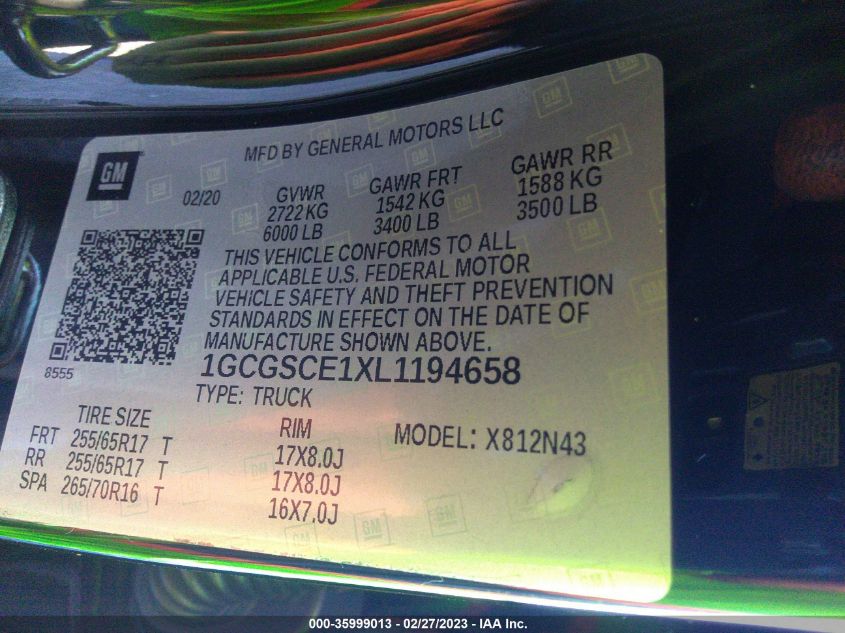 GM
MFD BY GENERAL MOTORS LLC
02/20
GVWR
2722 KG
6000 LB
GAWR FRT
1542 KG
3400 LB
GAWR RR
1588 KG
3500 LB
THIS VEHICLE CONFORMS TO ALL
APPLICABLE U.S. FEDERAL MOTOR
VEHICLE SAFETY AND THEFT PREVENTION
STANDARDS IN EFFECT ON THE DATE OF
MANUFACTURE SHOWN ABOVE.
8555
1GCGSCE1XL1194658
TYPE: TRUCK
TIRE SIZE RIM MODEL: X812N43
FRT 255/65R17 T 17X8.0J
RR 255/65R17 T 17X8.0J
SPA 265/70R16 T 16X7.0J
000-35999013 - 02/27/2023 - IAA Inc.